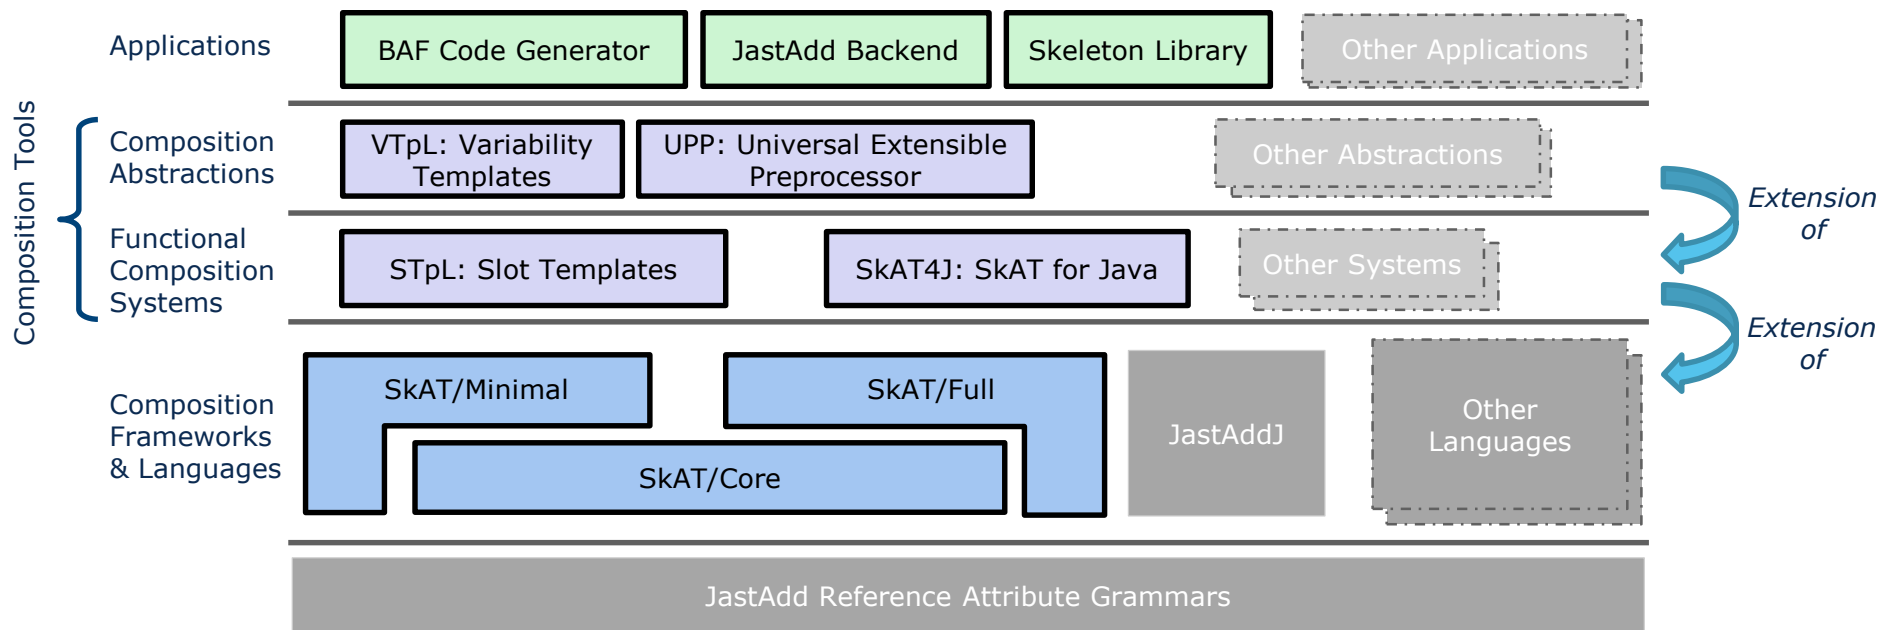 Applications
BAF Code Generator
JastAdd Backend
Skeleton Library
Other Applications
Composition Tools
Composition
Abstractions
VTpL: Variability
Templates
UPP: Universal Extensible
Preprocessor
Other Abstractions
Extension
of
Functional
Composition
Systems
STpL: Slot Templates
SkAT4J: SkAT for Java
Other Systems
Extension
of
Composition
Frameworks
& Languages
SkAT/Minimal
SkAT/Full
SkAT/Core
JastAddJ
Other
Languages
JastAdd Reference Attribute Grammars